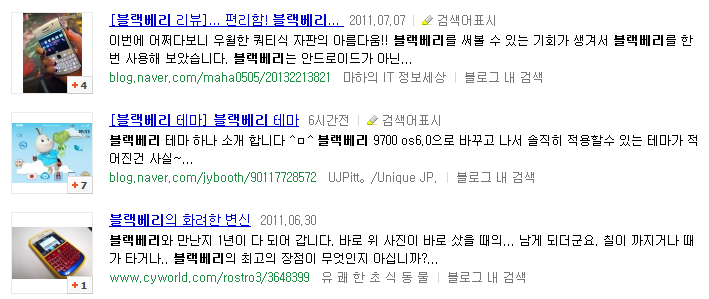 [블랙베리 리뷰]... 편리함! 블랙베리... 2011.07.07 | 검색어표시
이번에 어쩌다보니 우월한 쿼티식 자판의 아름다움!! 블랙베리를 써볼 수 있는 기회가 생겨서 블랙베리를 한
번 사용해 보았습니다. 블랙베리는 안드로이드가 아닌...
blog.naver.com/maha0505/20132213821 마하의 IT 정보세상 | 블로그 내 검색
+4
[블랙베리 테마] 블랙베리 테마 6시간전 | 검색어표시
블랙베리 테마 하나 소개 합니다 ^ㅁ^ 블랙베리 9700 os6.0으로 바꾸고 나서 솔직히 적용할수 있는 테마가 적
어진건 사실~...
blog.naver.com/jybooth/90117728572 UJPitt。/Unique JP. | 블로그 내 검색
+7
블랙베리의 화려한 변신 2011.06.30
블랙베리와 만난지 1년이 다 되어 갑니다. 바로 위 사진이 바로 샀을 때의... 남게 되더군요. 칠이 까지거나 때
가 타거나.. 블랙베리의 최고의 장점이 무엇인지 아십니까?...
www.cyworld.com/rostro3/3648399 유 쾌 한 초 식 동 물 | 블로그 내 검색
+1